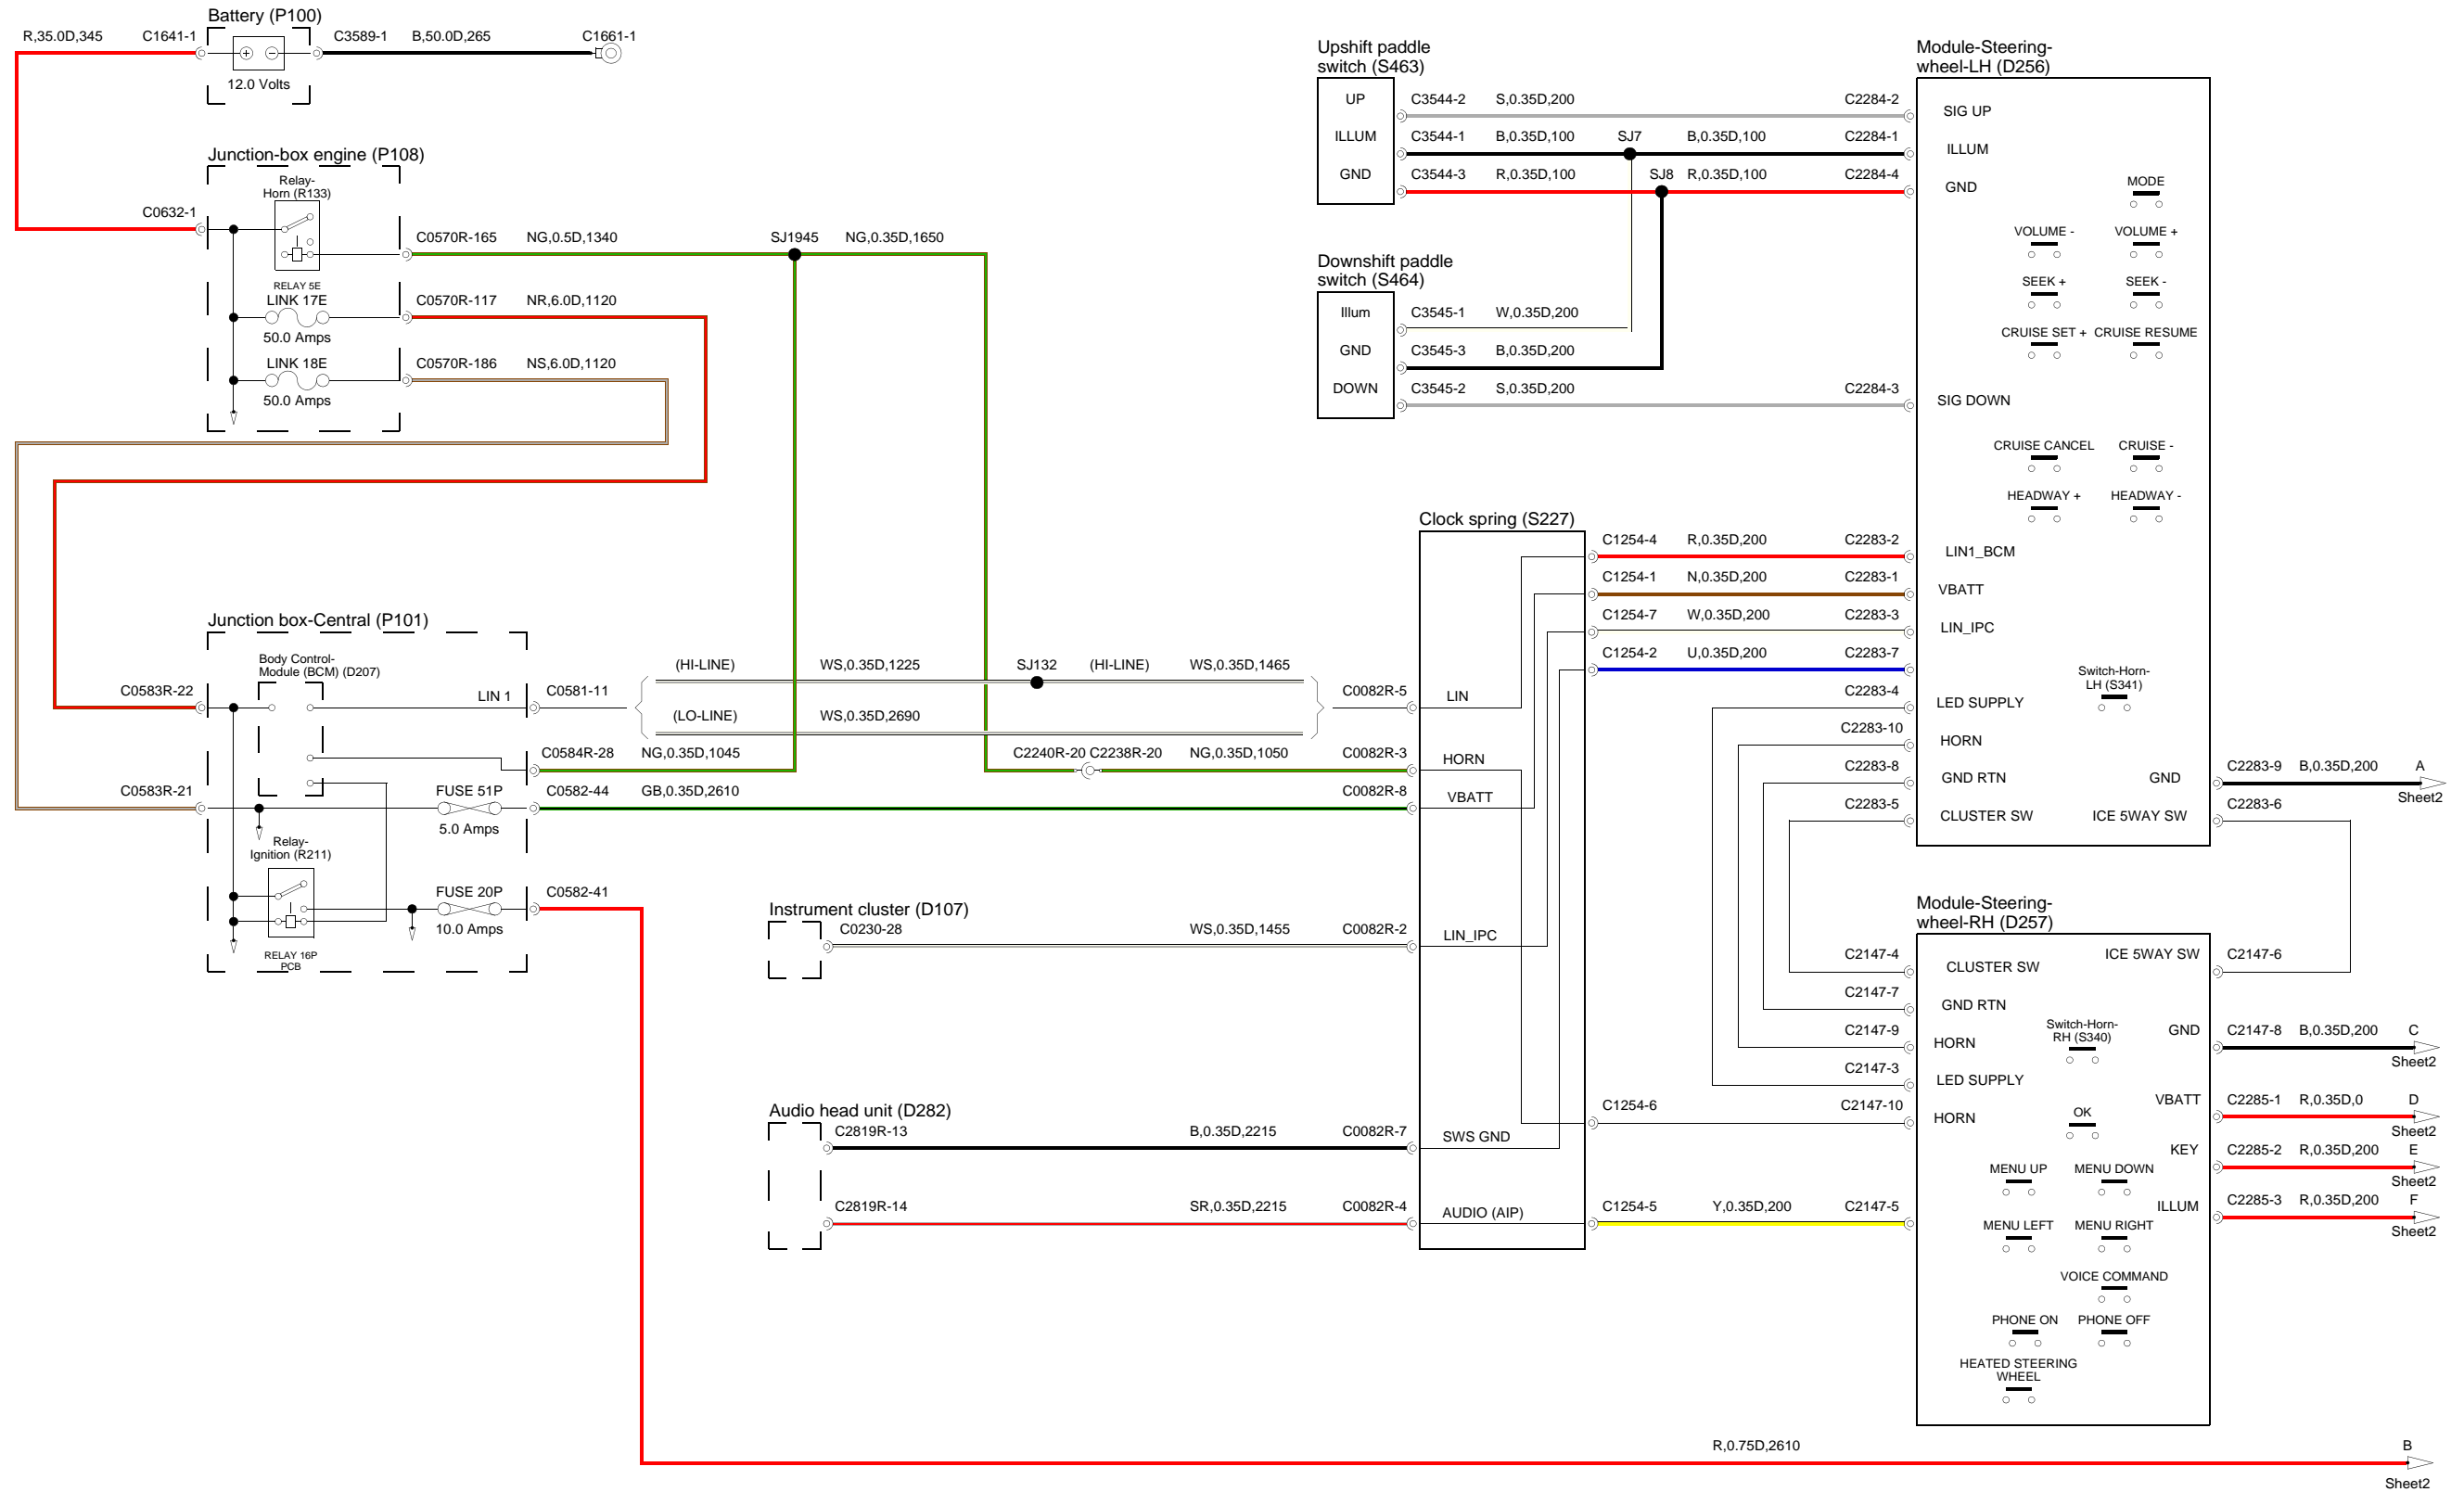 Battery (P100)
R,35.0D,345
C1641-1
C3589-1
B,50.0D,265
C1661-1
12.0 Volts
Junction-box engine (P108)
Relay-
Horn (R133)
C0632-1
C0570R-165
NG,0.5D,1340
SJ1945
NG,0.35D,1650
RELAY 5E
LINK 17E
C0570R-117
NR,6.0D,1120
50.0 Amps
LINK 18E
C0570R-186
NS,6.0D,1120
50.0 Amps
Upshift paddle
switch (S463)
UP
C3544-2
S,0.35D,200
C2284-2
ILLUM
C3544-1
B,0.35D,100
SJ7
B,0.35D,100
C2284-1
GND
C3544-3
R,0.35D,100
SJ8
R,0.35D,100
C2284-4
Downshift paddle
switch (S464)
Illum
C3545-1
W,0.35D,200
GND
C3545-3
B,0.35D,200
DOWN
C3545-2
S,0.35D,200
C2284-3
Module-Steering-
wheel-LH (D256)
SIG UP
ILLUM
GND
MODE
VOLUME -
VOLUME +
SEEK +
SEEK -
CRUISE SET +
CRUISE RESUME
SIG DOWN
CRUISE CANCEL
CRUISE -
HEADWAY +
HEADWAY -
Clock spring (S227)
C1254-4
R,0.35D,200
C2283-2
LIN1_BCM
C1254-1
N,0.35D,200
C2283-1
VBATT
C1254-7
W,0.35D,200
C2283-3
LIN_IPC
C1254-2
U,0.35D,200
C2283-7
Switch-Horn-
LH (S341)
C2283-4
LED SUPPLY
C2283-10
HORN
C2283-8
GND RTN
GND
C2283-9
B,0.35D,200
A
Sheet2
C2283-5
CLUSTER SW
ICE 5WAY SW
C2283-6
Junction box-Central (P101)
Body Control-
Module (BCM) (D207)
C0583R-22
LIN 1
C0581-11
(HI-LINE)
WS,0.35D,1225
SJ132
(HI-LINE)
WS,0.35D,1465
C0082R-5
LIN
(LO-LINE)
WS,0.35D,2690
C0584R-28
NG,0.35D,1045
C2240R-20
C2238R-20
NG,0.35D,1050
C0082R-3
HORN
C0583R-21
FUSE 51P
C0582-44
GB,0.35D,2610
C0082R-8
VBATT
5.0 Amps
Relay-
Ignition (R211)
FUSE 20P
C0582-41
10.0 Amps
RELAY 16P
PCB
Instrument cluster (D107)
C0230-28
WS,0.35D,1455
C0082R-2
LIN_IPC
Audio head unit (D282)
C2819R-13
B,0.35D,2215
C0082R-7
SWS GND
C2819R-14
SR,0.35D,2215
C0082R-4
AUDIO (AIP)
C1254-6
C2147-10
C1254-5
Y,0.35D,200
C2147-5
Module-Steering-
wheel-RH (D257)
C2147-4
CLUSTER SW
ICE 5WAY SW
C2147-6
C2147-7
GND RTN
C2147-9
HORN
Switch-Horn-
RH (S340)
GND
C2147-8
B,0.35D,200
C
Sheet2
C2147-3
LED SUPPLY
VBATT
C2285-1
R,0.35D,0
D
Sheet2
HORN
OK
KEY
C2285-2
R,0.35D,200
E
Sheet2
MENU UP
MENU DOWN
ILLUM
C2285-3
R,0.35D,200
F
Sheet2
MENU LEFT
MENU RIGHT
VOICE COMMAND
PHONE ON
PHONE OFF
HEATED STEERING
WHEEL
R,0.75D,2610
B
Sheet2